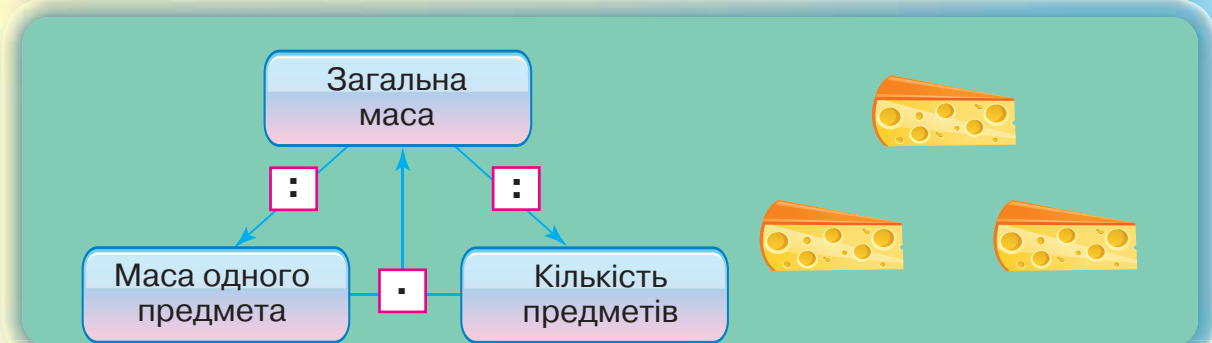 Загальна
маса
:
:
Маса одного
предмета
·
Кількість
предметів